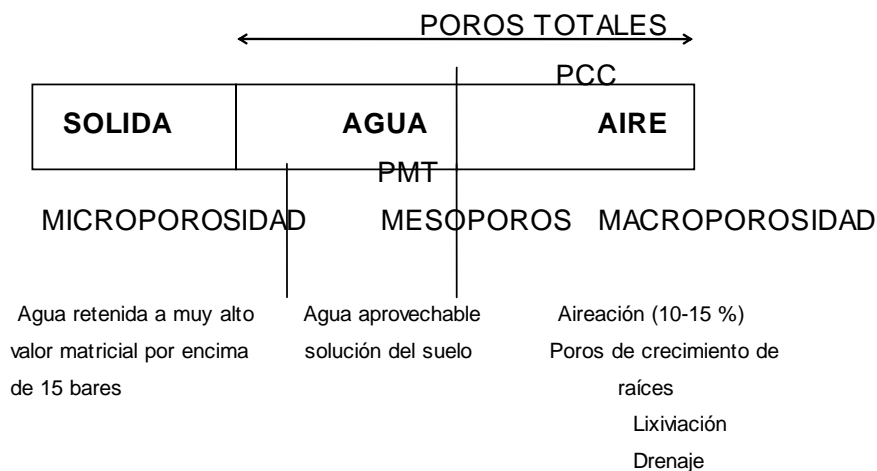 POROS TOTALES
PCC
SOLIDA AGUA AIRE
PMT
MICROPOROSIDAD MESOPOROS MACROPOROSIDAD
Agua retenida a muy alto
valor matricial por encima
de 15 bares
Agua aprovechable
solución del suelo
Aireación (10-15 %)
Poros de crecimiento de
raíces
Lixiviación
Drenaje